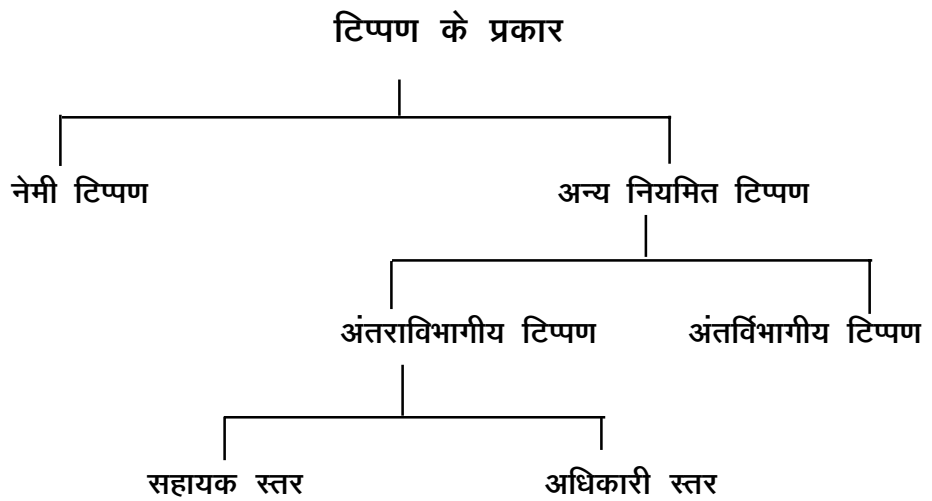 टिप्पण के प्रकार
नेमी टिप्पण
अन्य नियमित टिप्पण
अंतराविभागीय टिप्पण
अंतर्विभागीय टिप्पण
सहायक स्तर
अधिकारी स्तर